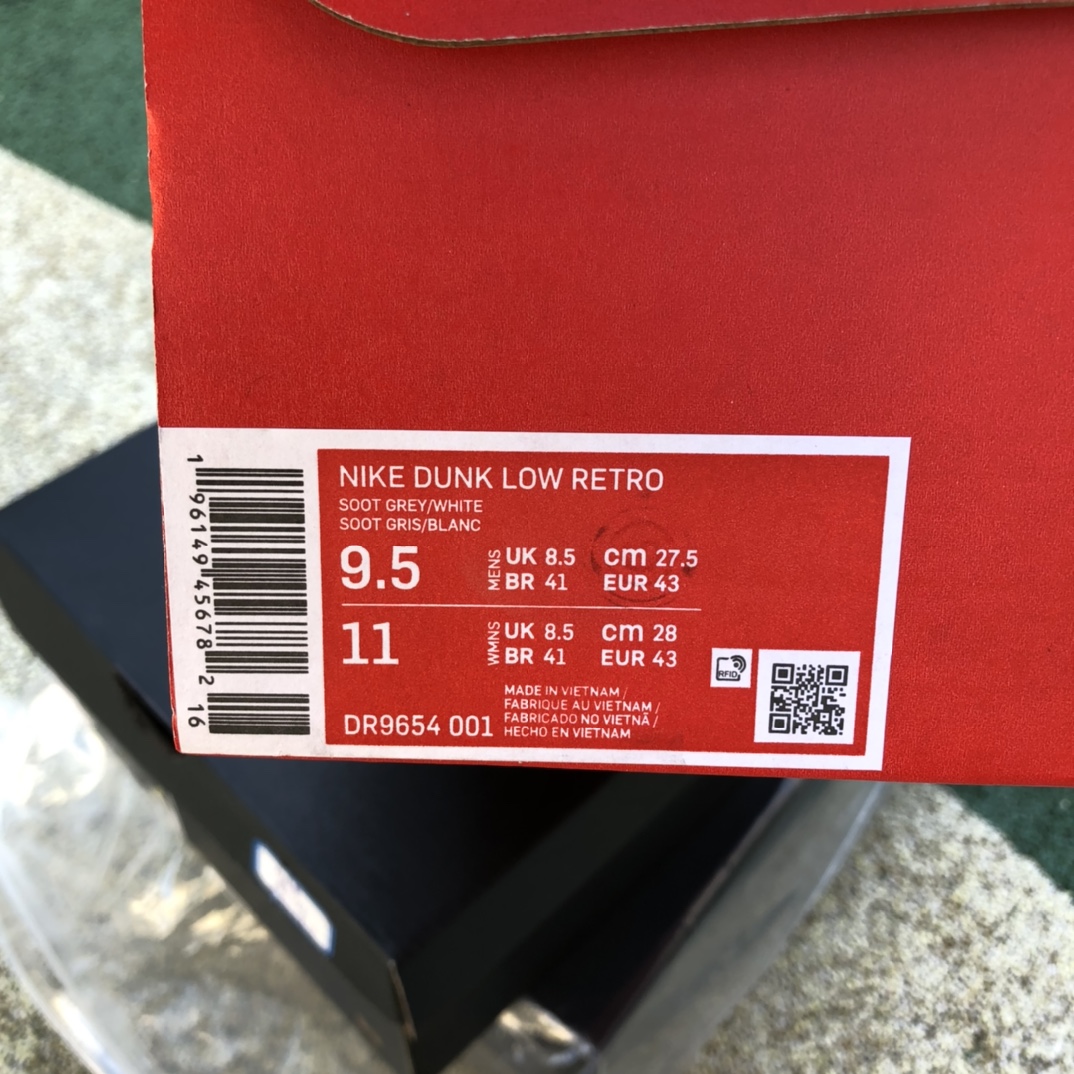 NIKE DUNK LOW RETRO
SOOT GREY/WHITE
SOOT GRIS/BLANC
9.5
MENS
UK 8.5 cm 27.5
BR 41 EUR 43
11
WMNS
UK 8.5 cm 28
BR 41 EUR 43
MADE IN VIETNAM /
FABRIQUE AU VIETNAM /
FABRICADO NO VIETNÃ /
HECHO EN VIETNAM
DR9654 001
RFID
1 96149 45678 2 16